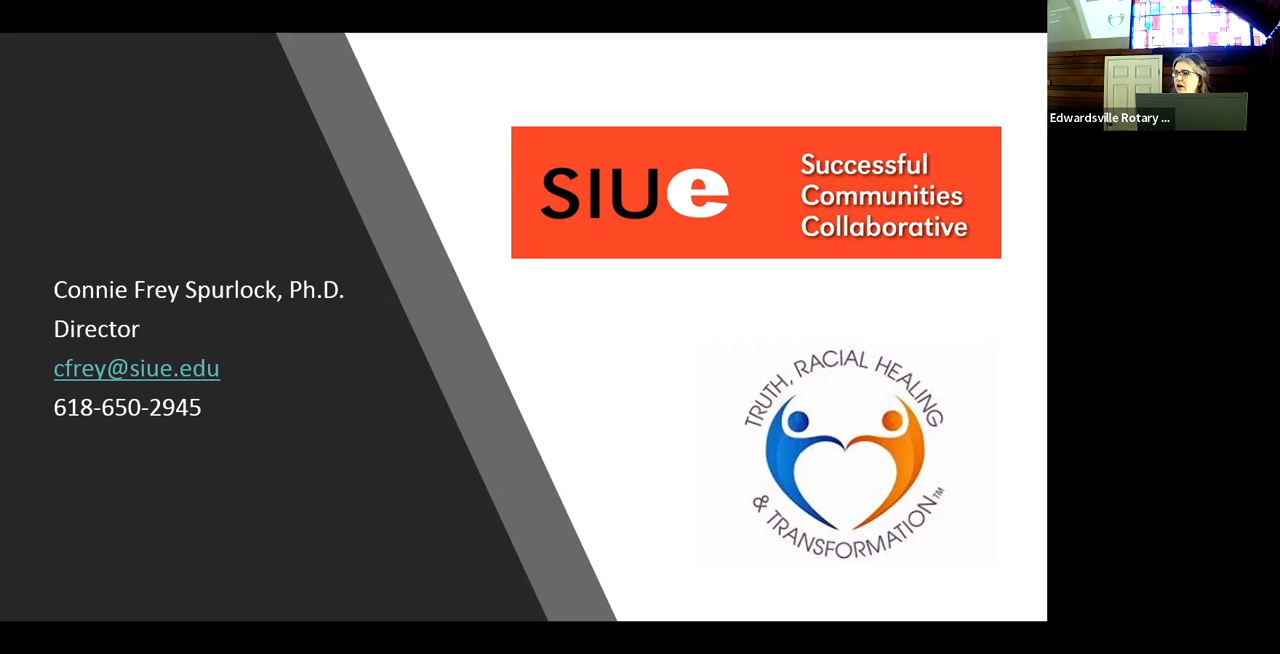 Connie Frey Spurlock, Ph.D.
Director
cfrey@siue.edu
618-650-2945
SIUe
Successful
Communities
Collaborative
TRUTH, RACIAL HEALING
& TRANSFORMATION™
Edwardsville Rotary ...